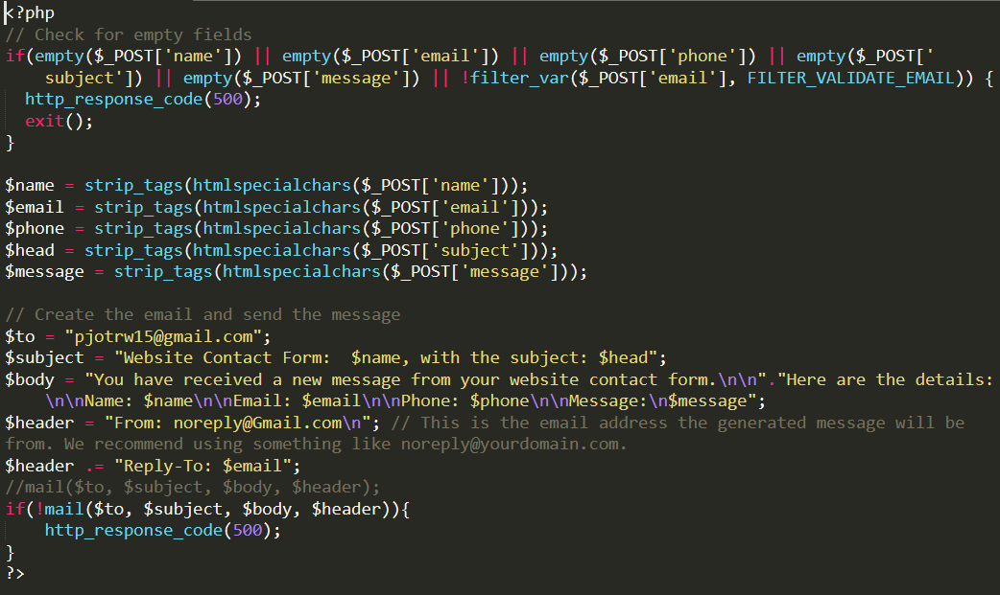 <?php
// Check for empty fields
if(empty($_POST['name']) || empty($_POST['email']) || empty($_POST['phone']) || empty($_POST['
subject']) || empty($_POST['message']) || !filter_var($_POST['email'], FILTER_VALIDATE_EMAIL)) {
  http_response_code(500);
  exit();
}

$name = strip_tags(htmlspecialchars($_POST['name']));
$email = strip_tags(htmlspecialchars($_POST['email']));
$phone = strip_tags(htmlspecialchars($_POST['phone']));
$head = strip_tags(htmlspecialchars($_POST['subject']));
$message = strip_tags(htmlspecialchars($_POST['message']));

// Create the email and send the message
$to = "pjotrw15@gmail.com";
$subject = "Website Contact Form:  $name, with the subject: $head";
$body = "You have received a new message from your website contact form.\n\n"."Here are the details:
\n\nName: $name\n\nEmail: $email\n\nPhone: $phone\n\nMessage:\n$message";
$header = "From: noreply@Gmail.com\n"; // This is the email address the generated message will be
from. We recommend using something like noreply@yourdomain.com.
$header .= "Reply-To: $email";
//mail($to, $subject, $body, $header);
if(!mail($to, $subject, $body, $header)){
    http_response_code(500);
}
?>